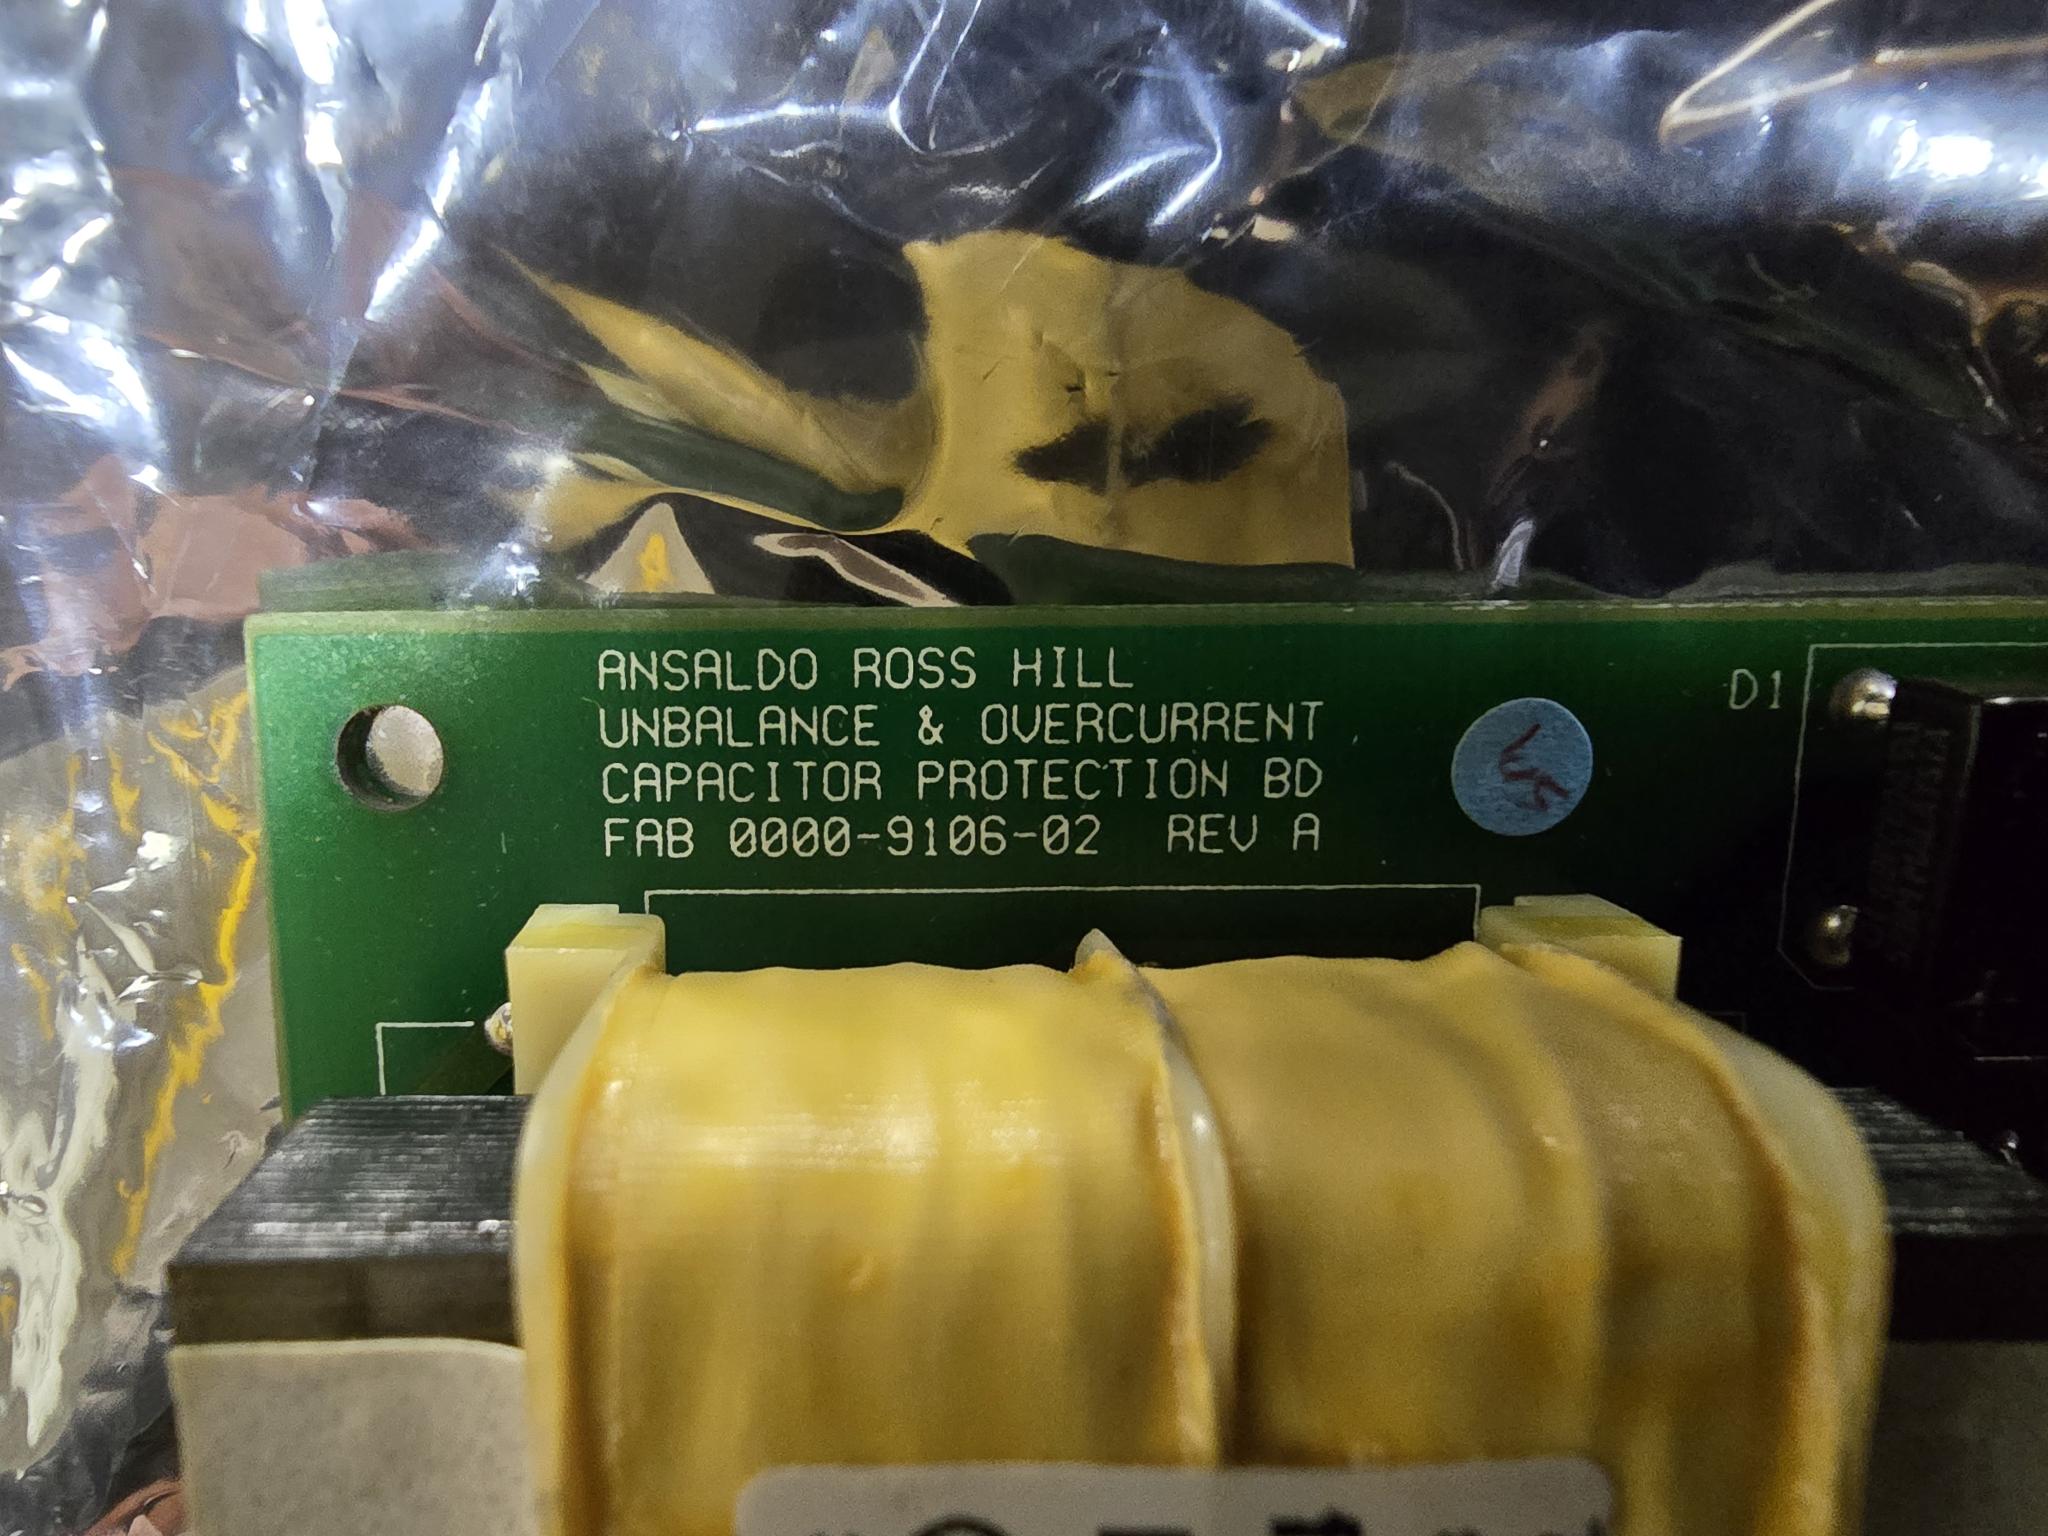 ANSALDO ROSS HILL
UNBALANCE & OVERCURRENT
CAPACITOR PROTECTION BD
FAB 0000-9106-02 REV A
D1